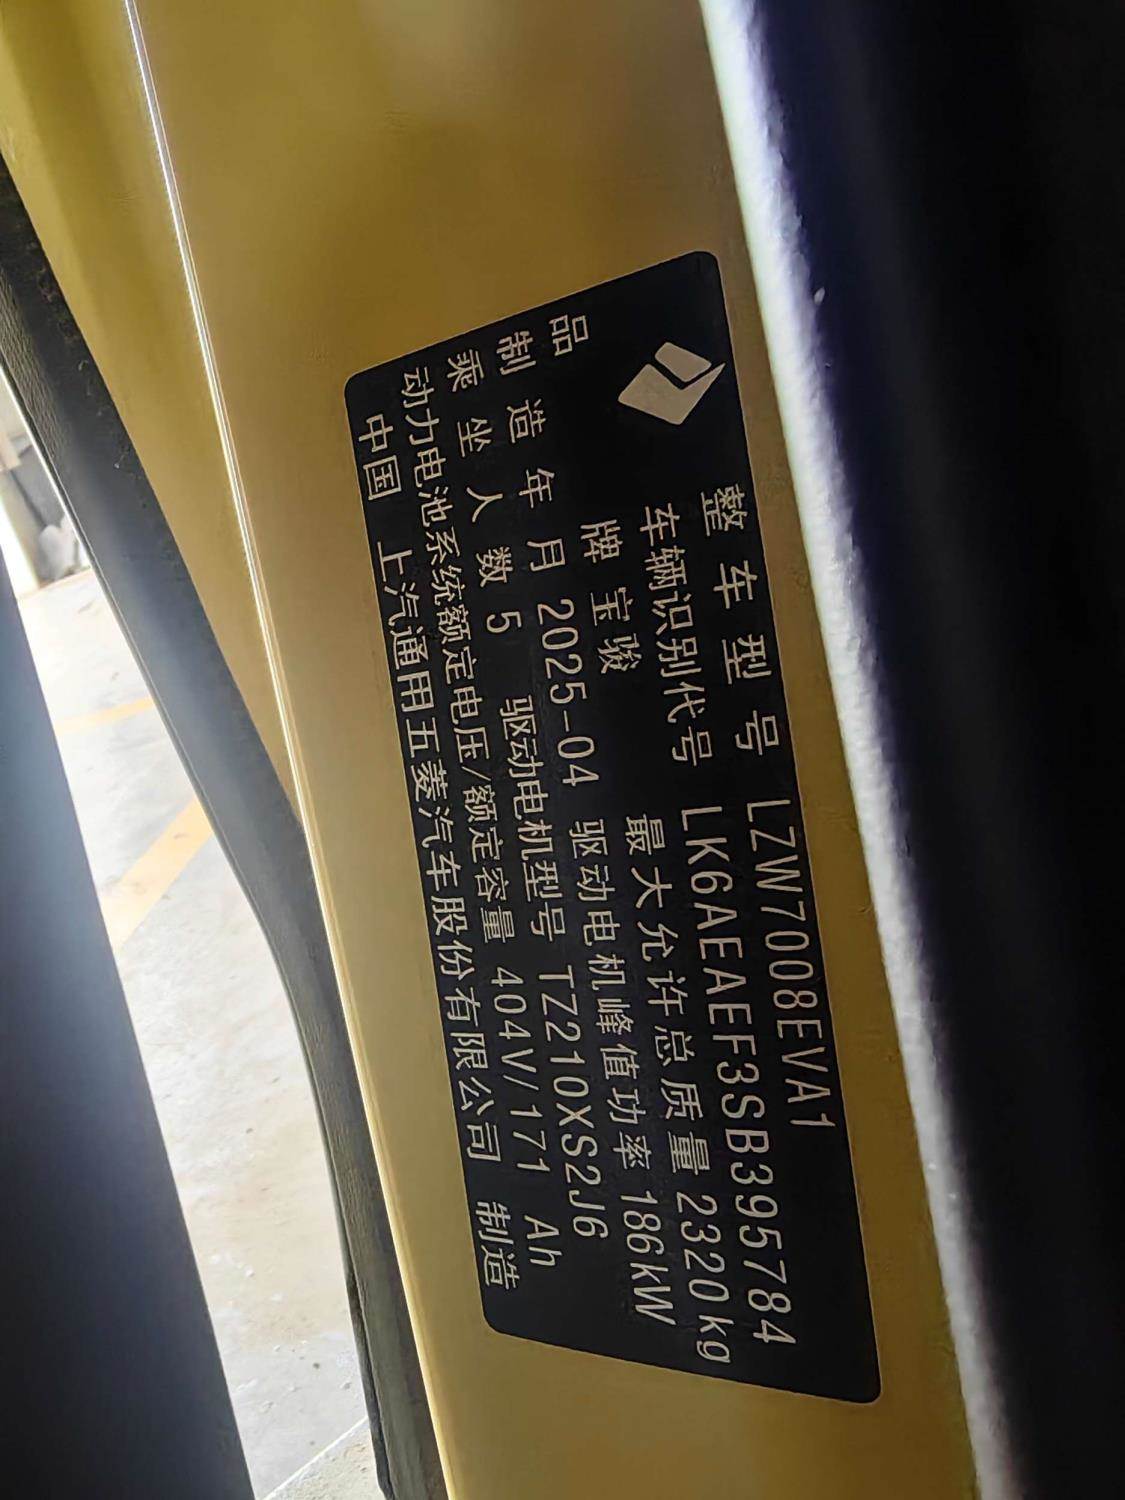 整车型号 LZW7008EVA1
车辆识别代号 LK6AEAEF3SB395784
品牌 宝骏 最大允许总质量 2320kg
制造年月 2025-04 驱动电机峰值功率 186kW
乘坐人数 5 驱动电机型号 TZ210XS2J6
动力电池系统额定电压/额定容量 404V/171 Ah
中国 上汽通用五菱汽车股份有限公司 制造